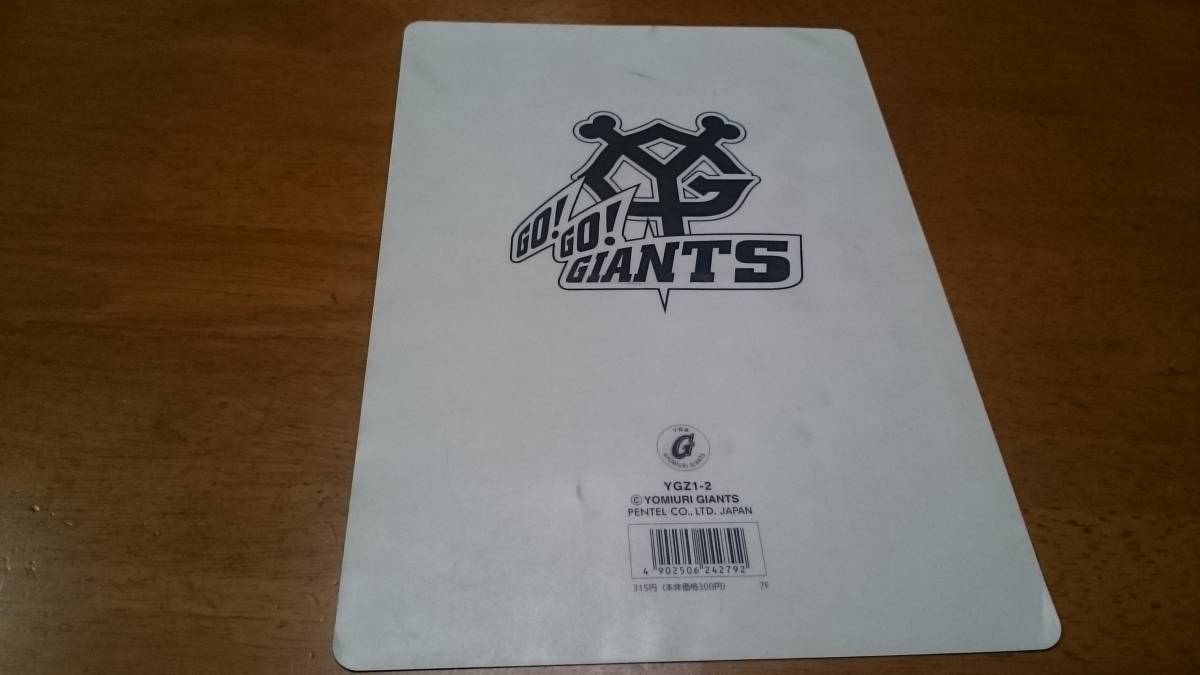 YG
GO!
GO!
GIANTS
G
YOMIURI GIANTS
YGZ1-2
© YOMIURI GIANTS
PENTEL CO., LTD. JAPAN
4 902506 242792
315円 (本体価格300円) 7F